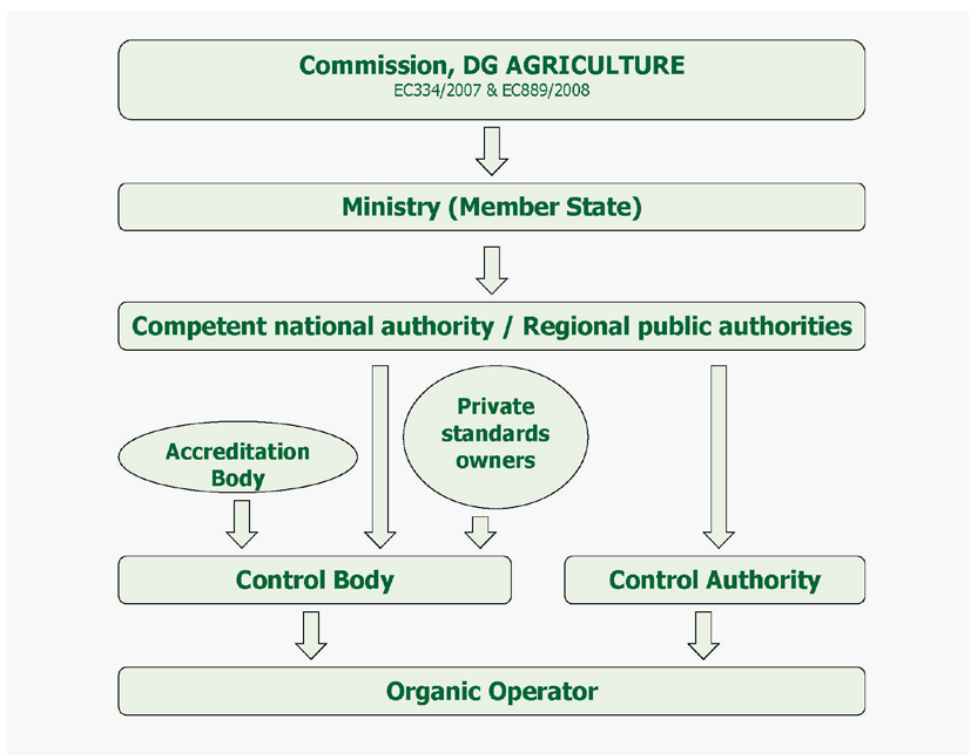 Commission, DG AGRICULTURE
EC334/2007 & EC889/2008
Ministry (Member State)
Competent national authority / Regional public authorities
Private
standards
owners
Accreditation
Body
Control Body
Control Authority
Organic Operator